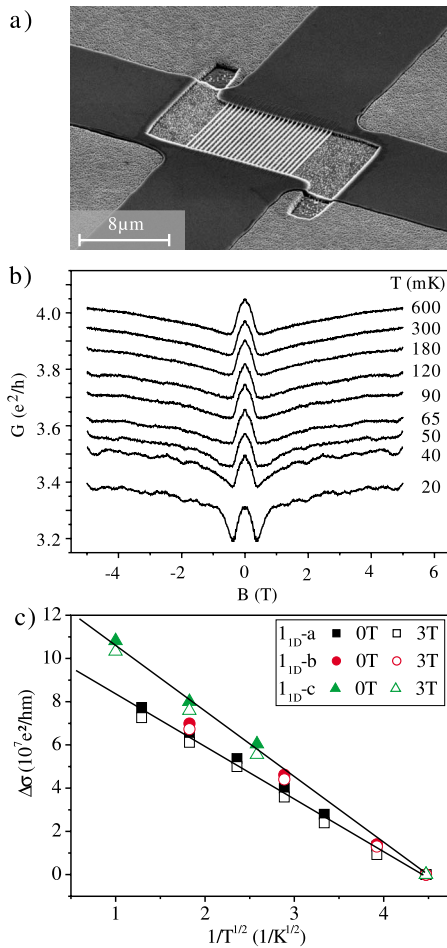 a)
8µm
b)
T (mK)
600
300
180
120
90
65
50
40
20
4.0
3.8
3.6
3.4
3.2
G (e²/h)
-4 -2 0 2 4 6
B (T)
c)
12
10
8
6
4
2
0
Δσ (10⁷e²/hm)
1₁D-a 0T 3T
1₁D-b 0T 3T
1₁D-c 0T 3T
1 2 3 4
1/T^1/2 (1/K^1/2)